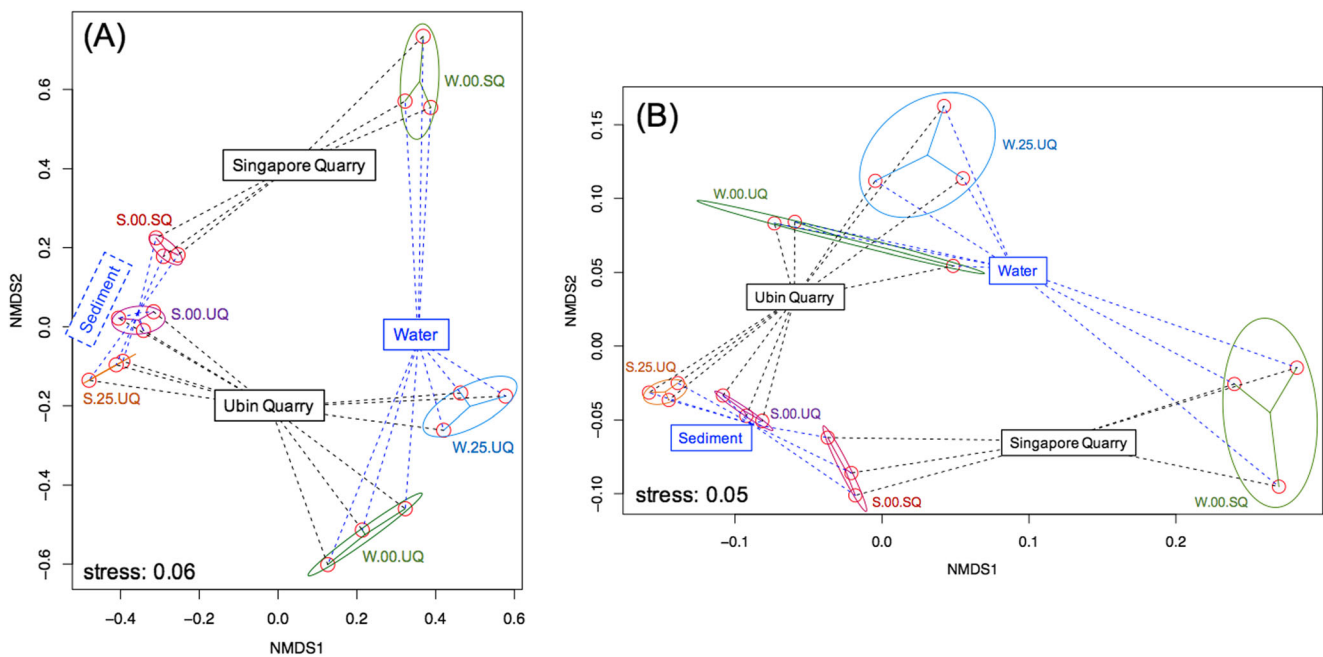 (A)
W.00.SQ
Singapore Quarry
S.00.SQ
Sediment
S.00.UQ
Water
S.25.UQ
Ubin Quarry
W.25.UQ
W.00.UQ
stress: 0.06
NMDS2
0.6
0.4
0.2
0.0
−0.2
−0.4
−0.6
−0.4 −0.2 0.0 0.2 0.4 0.6
NMDS1
(B)
W.25.UQ
W.00.UQ
Water
Ubin Quarry
S.25.UQ
S.00.UQ
Sediment
Singapore Quarry
S.00.SQ
W.00.SQ
stress: 0.05
NMDS2
0.15
0.10
0.05
0.00
−0.05
−0.10
−0.1 0.0 0.1 0.2
NMDS1